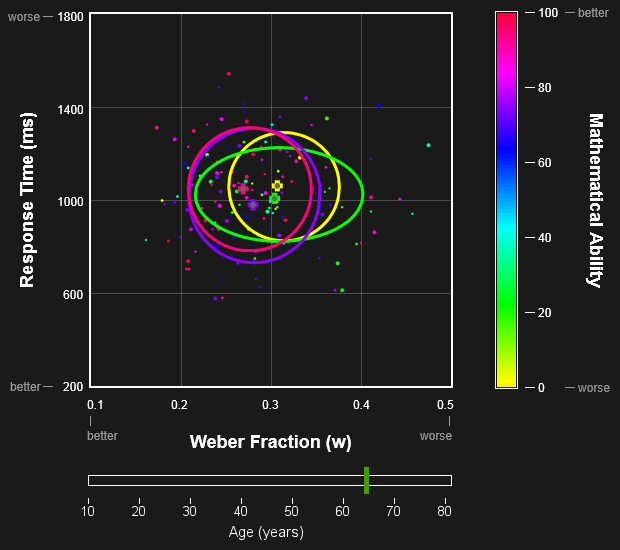 worse
1800
1400
1000
600
better
200
Response Time (ms)
0.1
0.2
0.3
0.4
0.5
better
worse
Weber Fraction (w)
10
20
30
40
50
60
70
80
Age (years)
100
better
80
60
40
20
0
worse
Mathematical Ability